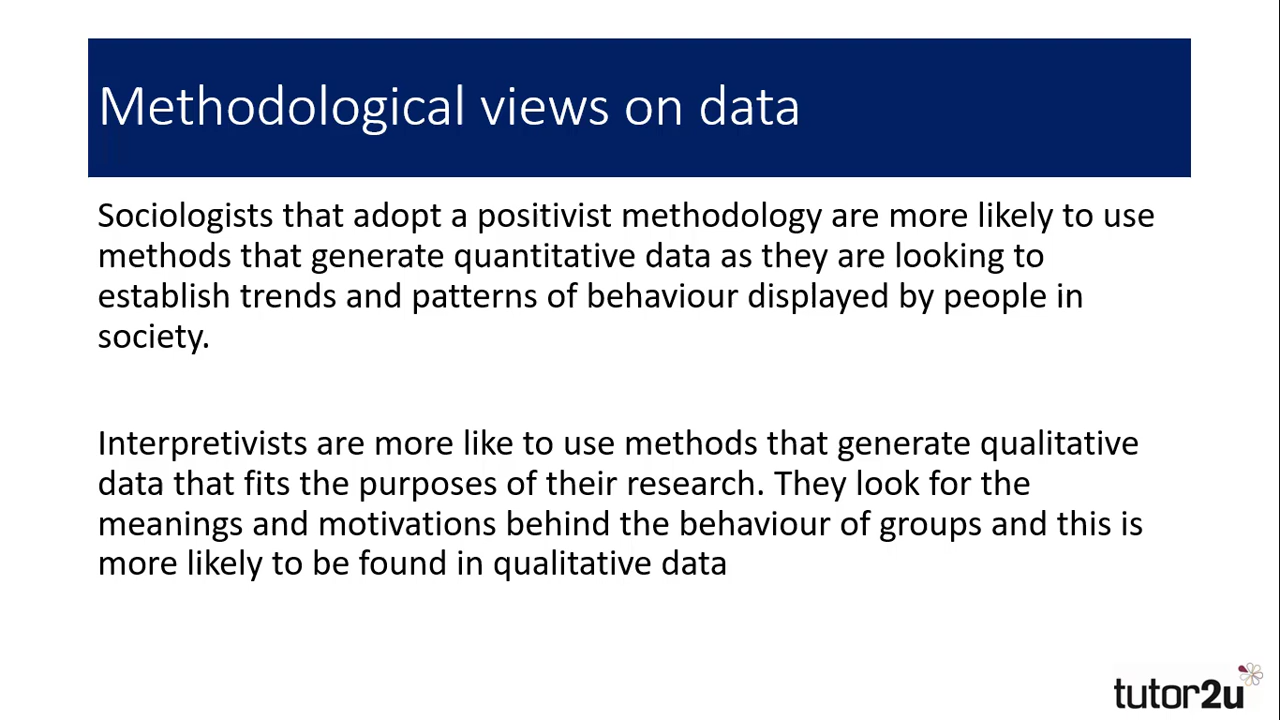 Methodological views on data
Sociologists that adopt a positivist methodology are more likely to use
methods that generate quantitative data as they are looking to
establish trends and patterns of behaviour displayed by people in
society.
Interpretivists are more like to use methods that generate qualitative
data that fits the purposes of their research. They look for the
meanings and motivations behind the behaviour of groups and this is
more likely to be found in qualitative data
tutor2u